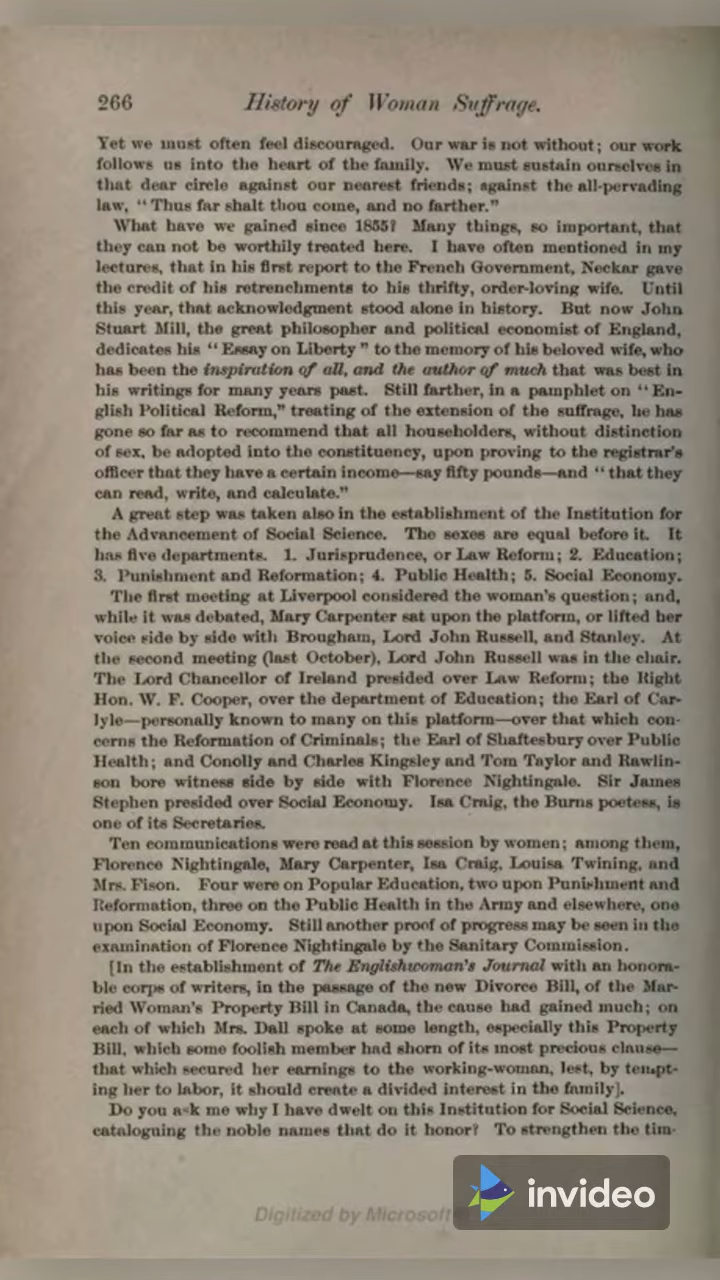 266 History of Woman Suffrage.
Yet we must often feel discouraged. Our war is not without; our work
follows us into the heart of the family. We must sustain ourselves in
that dear circle against our nearest friends; against the all-pervading
law, "Thus far shalt thou come, and no farther."
What have we gained since 1855? Many things, so important, that
they can not be worthily treated here. I have often mentioned in my
lectures, that in his first report to the French Government, Neckar gave
the credit of his retrenchments to his thrifty, order-loving wife. Until
this year, that acknowledgment stood alone in history. But now John
Stuart Mill, the great philosopher and political economist of England,
dedicates his "Essay on Liberty" to the memory of his beloved wife, who
has been the inspiration of all, and the author of much that was best in
his writings for many years past. Still farther, in a pamphlet on "En-
glish Political Reform," treating of the extension of the suffrage, he has
gone so far as to recommend that all householders, without distinction
of sex, be adopted into the constituency, upon proving to the registrar's
officer that they have a certain income—say fifty pounds—and "that they
can read, write, and calculate."
A great step was taken also in the establishment of the Institution for
the Advancement of Social Science. The sexes are equal before it. It
has five departments. 1. Jurisprudence, or Law Reform; 2. Education;
3. Punishment and Reformation; 4. Public Health; 5. Social Economy.
The first meeting at Liverpool considered the woman's question; and,
while it was debated, Mary Carpenter sat upon the platform, or lifted her
voice side by side with Brougham, Lord John Russell, and Stanley. At
the second meeting (last October), Lord John Russell was in the chair.
The Lord Chancellor of Ireland presided over Law Reform; the Right
Hon. W. F. Cooper, over the department of Education; the Earl of Car-
lyle—personally known to many on this platform—over that which con-
cerns the Reformation of Criminals; the Earl of Shaftesbury over Public
Health; and Conolly and Charles Kingsley and Tom Taylor and Rawlin-
son bore witness side by side with Florence Nightingale. Sir James
Stephen presided over Social Economy. Isa Craig, the Burns poetess, is
one of its Secretaries.
Ten communications were read at this session by women; among them,
Florence Nightingale, Mary Carpenter, Isa Craig, Louisa Twining, and
Mrs. Fison. Four were on Popular Education, two upon Punishment and
Reformation, three on the Public Health in the Army and elsewhere, one
upon Social Economy. Still another proof of progress may be seen in the
examination of Florence Nightingale by the Sanitary Commission.
[In the establishment of The Englishwoman's Journal with an honora-
ble corps of writers, in the passage of the new Divorce Bill, of the Mar-
ried Woman's Property Bill in Canada, the cause had gained much; on
each of which Mrs. Dall spoke at some length, especially this Property
Bill, which some foolish member had shorn of its most precious clause—
that which secured her earnings to the working-woman, lest, by tempt-
ing her to labor, it should create a divided interest in the family].
Do you ask me why I have dwelt on this Institution for Social Science,
cataloguing the noble names that do it honor? To strengthen the tim-
Digitized by Microsoft
invideo